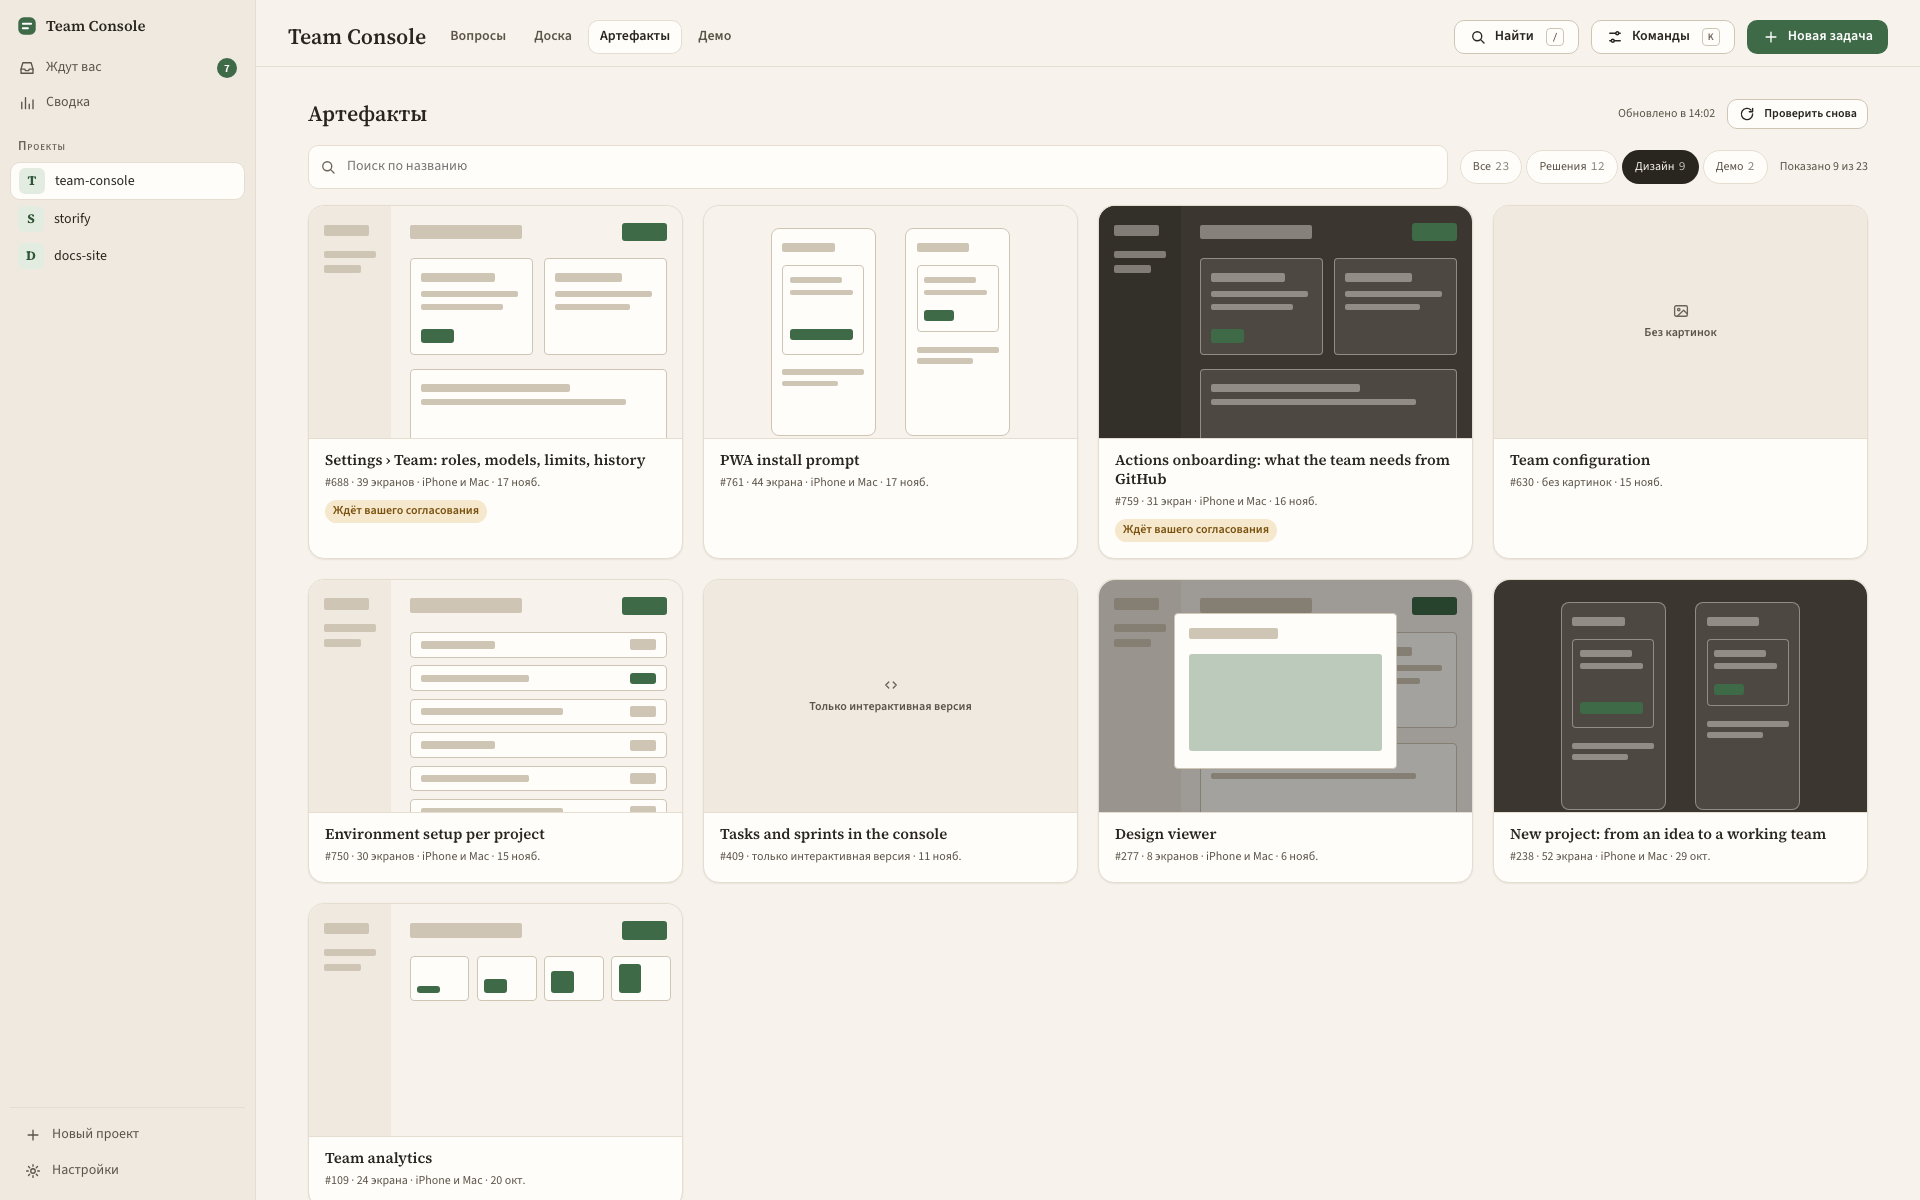 Team Console
Ждут вас
7
Сводка
Проекты
T team-console
S storify
D docs-site
Новый проект
Настройки
Team Console
Вопросы
Доска
Артефакты
Демо
Найти /
Команды K
Новая задача
Артефакты
Обновлено в 14:02
Проверить снова
Поиск по названию
Все 23
Решения 12
Дизайн 9
Демо 2
Показано 9 из 23
Settings › Team: roles, models, limits, history
#688 · 39 экранов · iPhone и Mac · 17 нояб.
Ждёт вашего согласования
PWA install prompt
#761 · 44 экрана · iPhone и Mac · 17 нояб.
Actions onboarding: what the team needs from
GitHub
#759 · 31 экран · iPhone и Mac · 16 нояб.
Ждёт вашего согласования
Без картинок
Team configuration
#630 · без картинок · 15 нояб.
Environment setup per project
#750 · 30 экранов · iPhone и Mac · 15 нояб.
Только интерактивная версия
Tasks and sprints in the console
#409 · только интерактивная версия · 11 нояб.
Design viewer
#277 · 8 экранов · iPhone и Mac · 6 нояб.
New project: from an idea to a working team
#238 · 52 экрана · iPhone и Mac · 29 окт.
Team analytics
#109 · 24 экрана · iPhone и Mac · 20 окт.